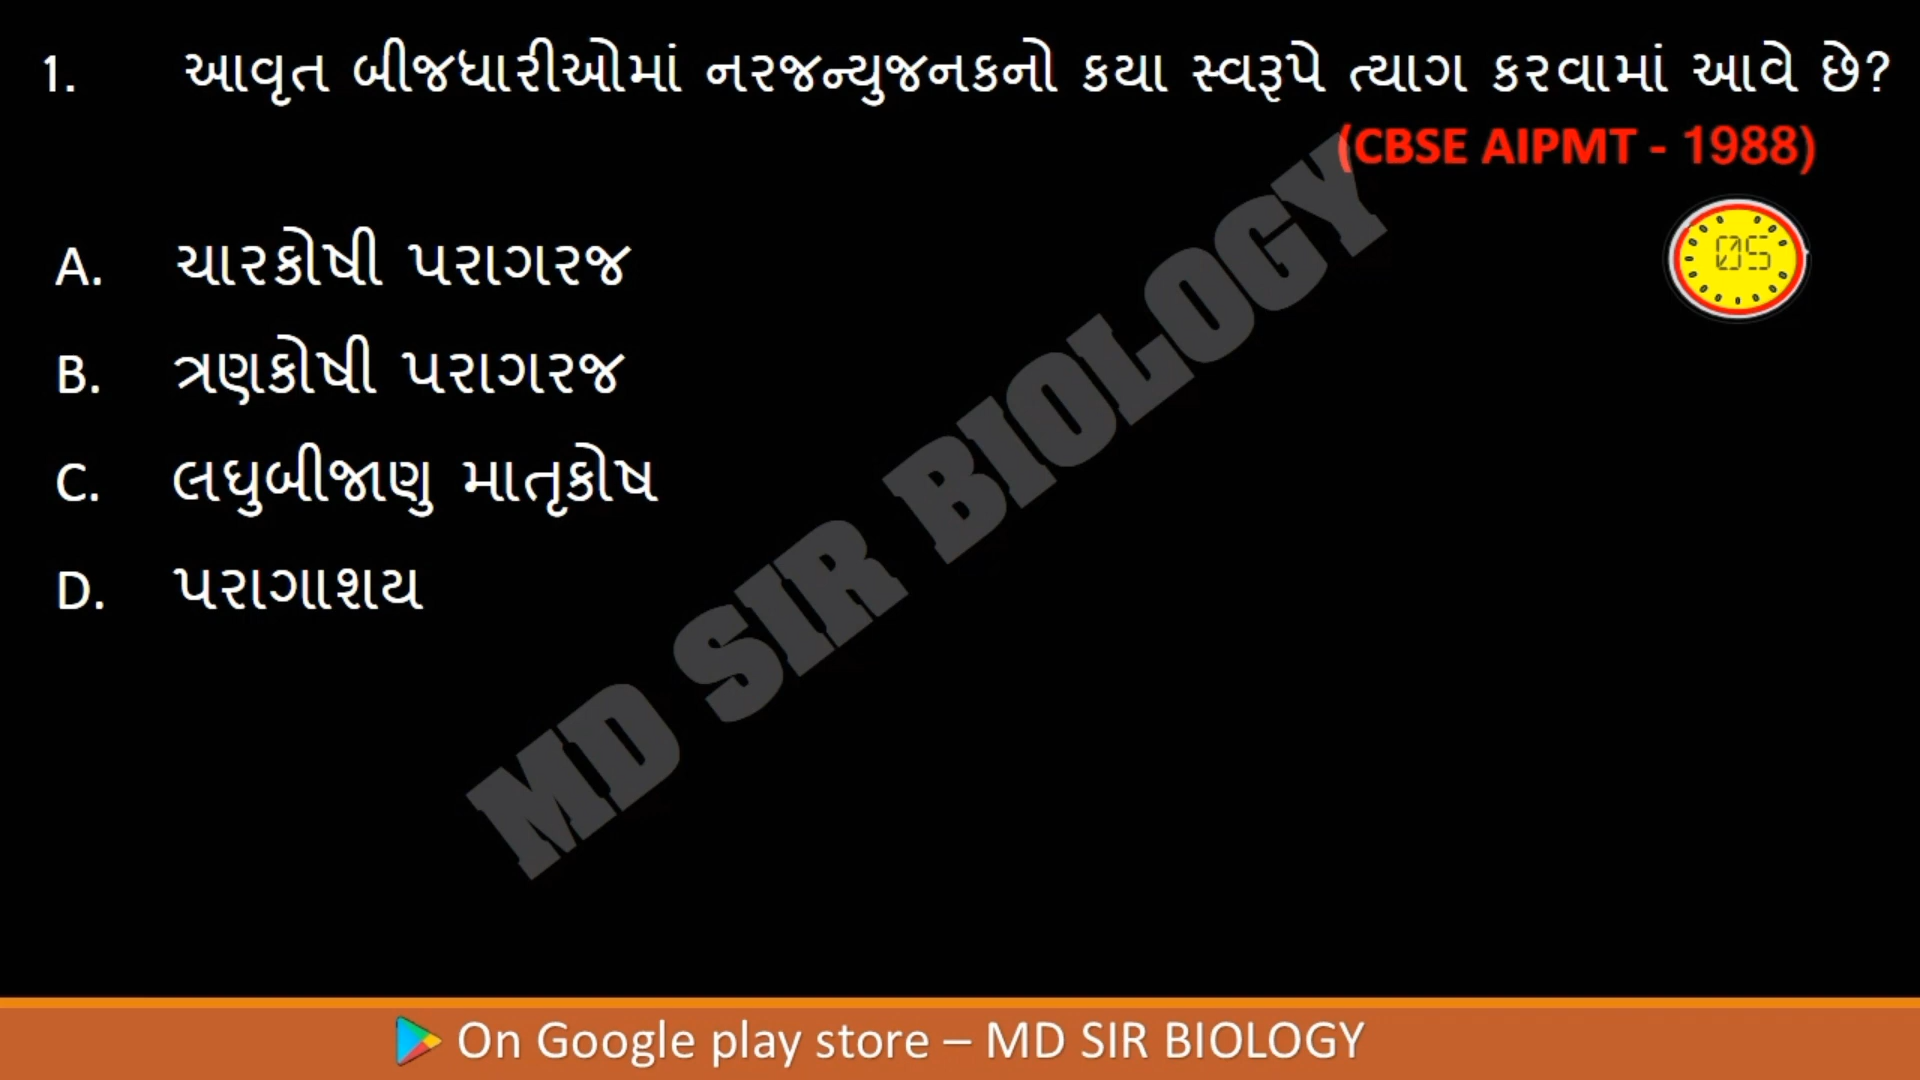 1. આવૃત બીજધારીઓમાં નરજન્યુજનકનો કયા સ્વરૂપે ત્યાગ કરવામાં આવે છે?
(CBSE AIPMT - 1988)
05
A. ચારકોષી પરાગરજ
B. ત્રણકોષી પરાગરજ
C. લઘુબીજાણુ માતૃકોષ
D. પરાગાશય
MD SIR BIOLOGY
On Google play store – MD SIR BIOLOGY